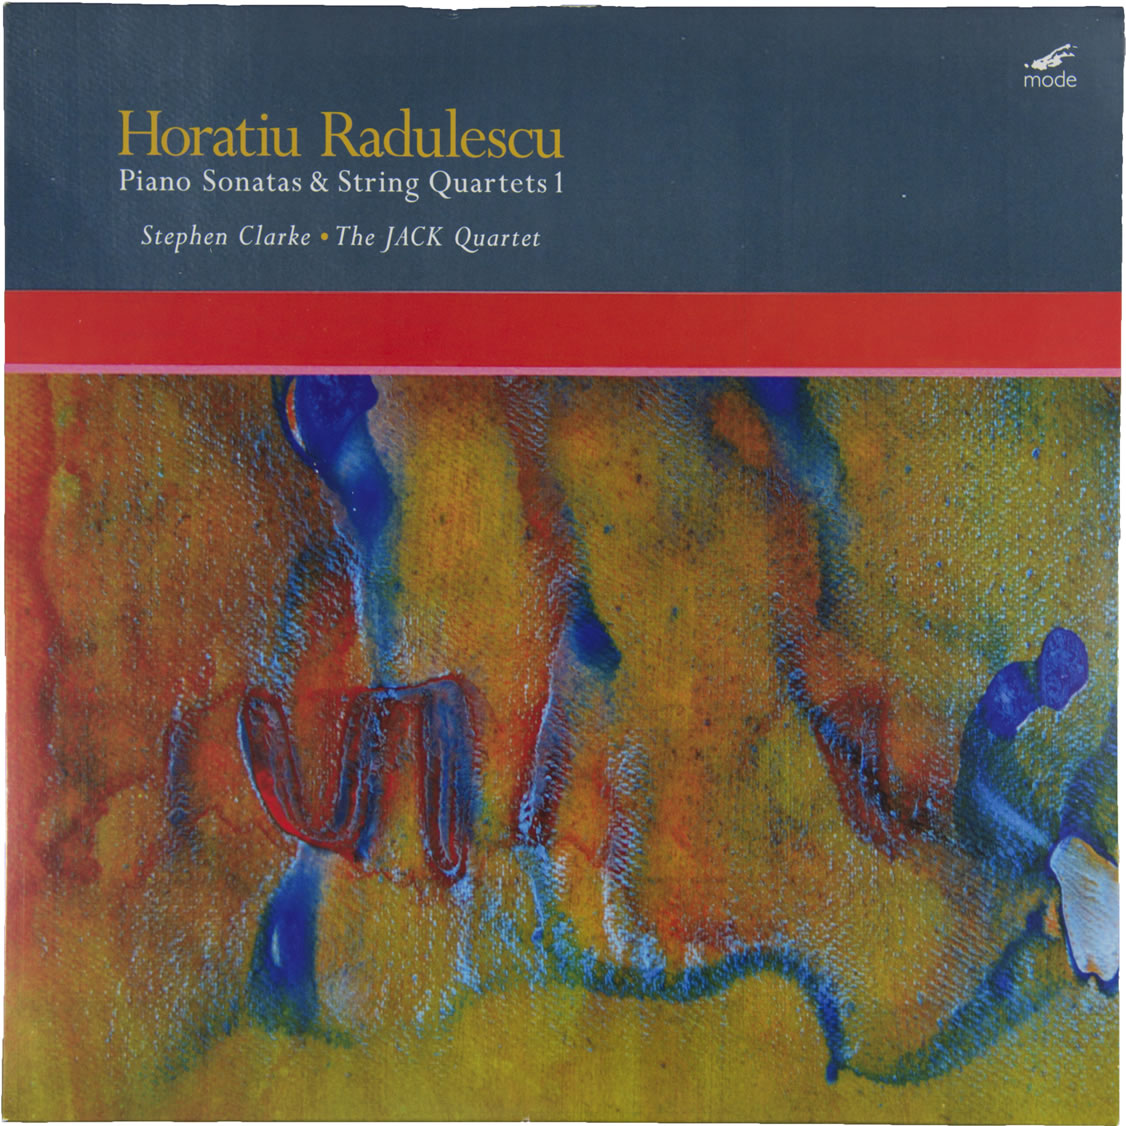 mode
Horatiu Radulescu
Piano Sonatas & String Quartets 1
Stephen Clarke • The JACK Quartet